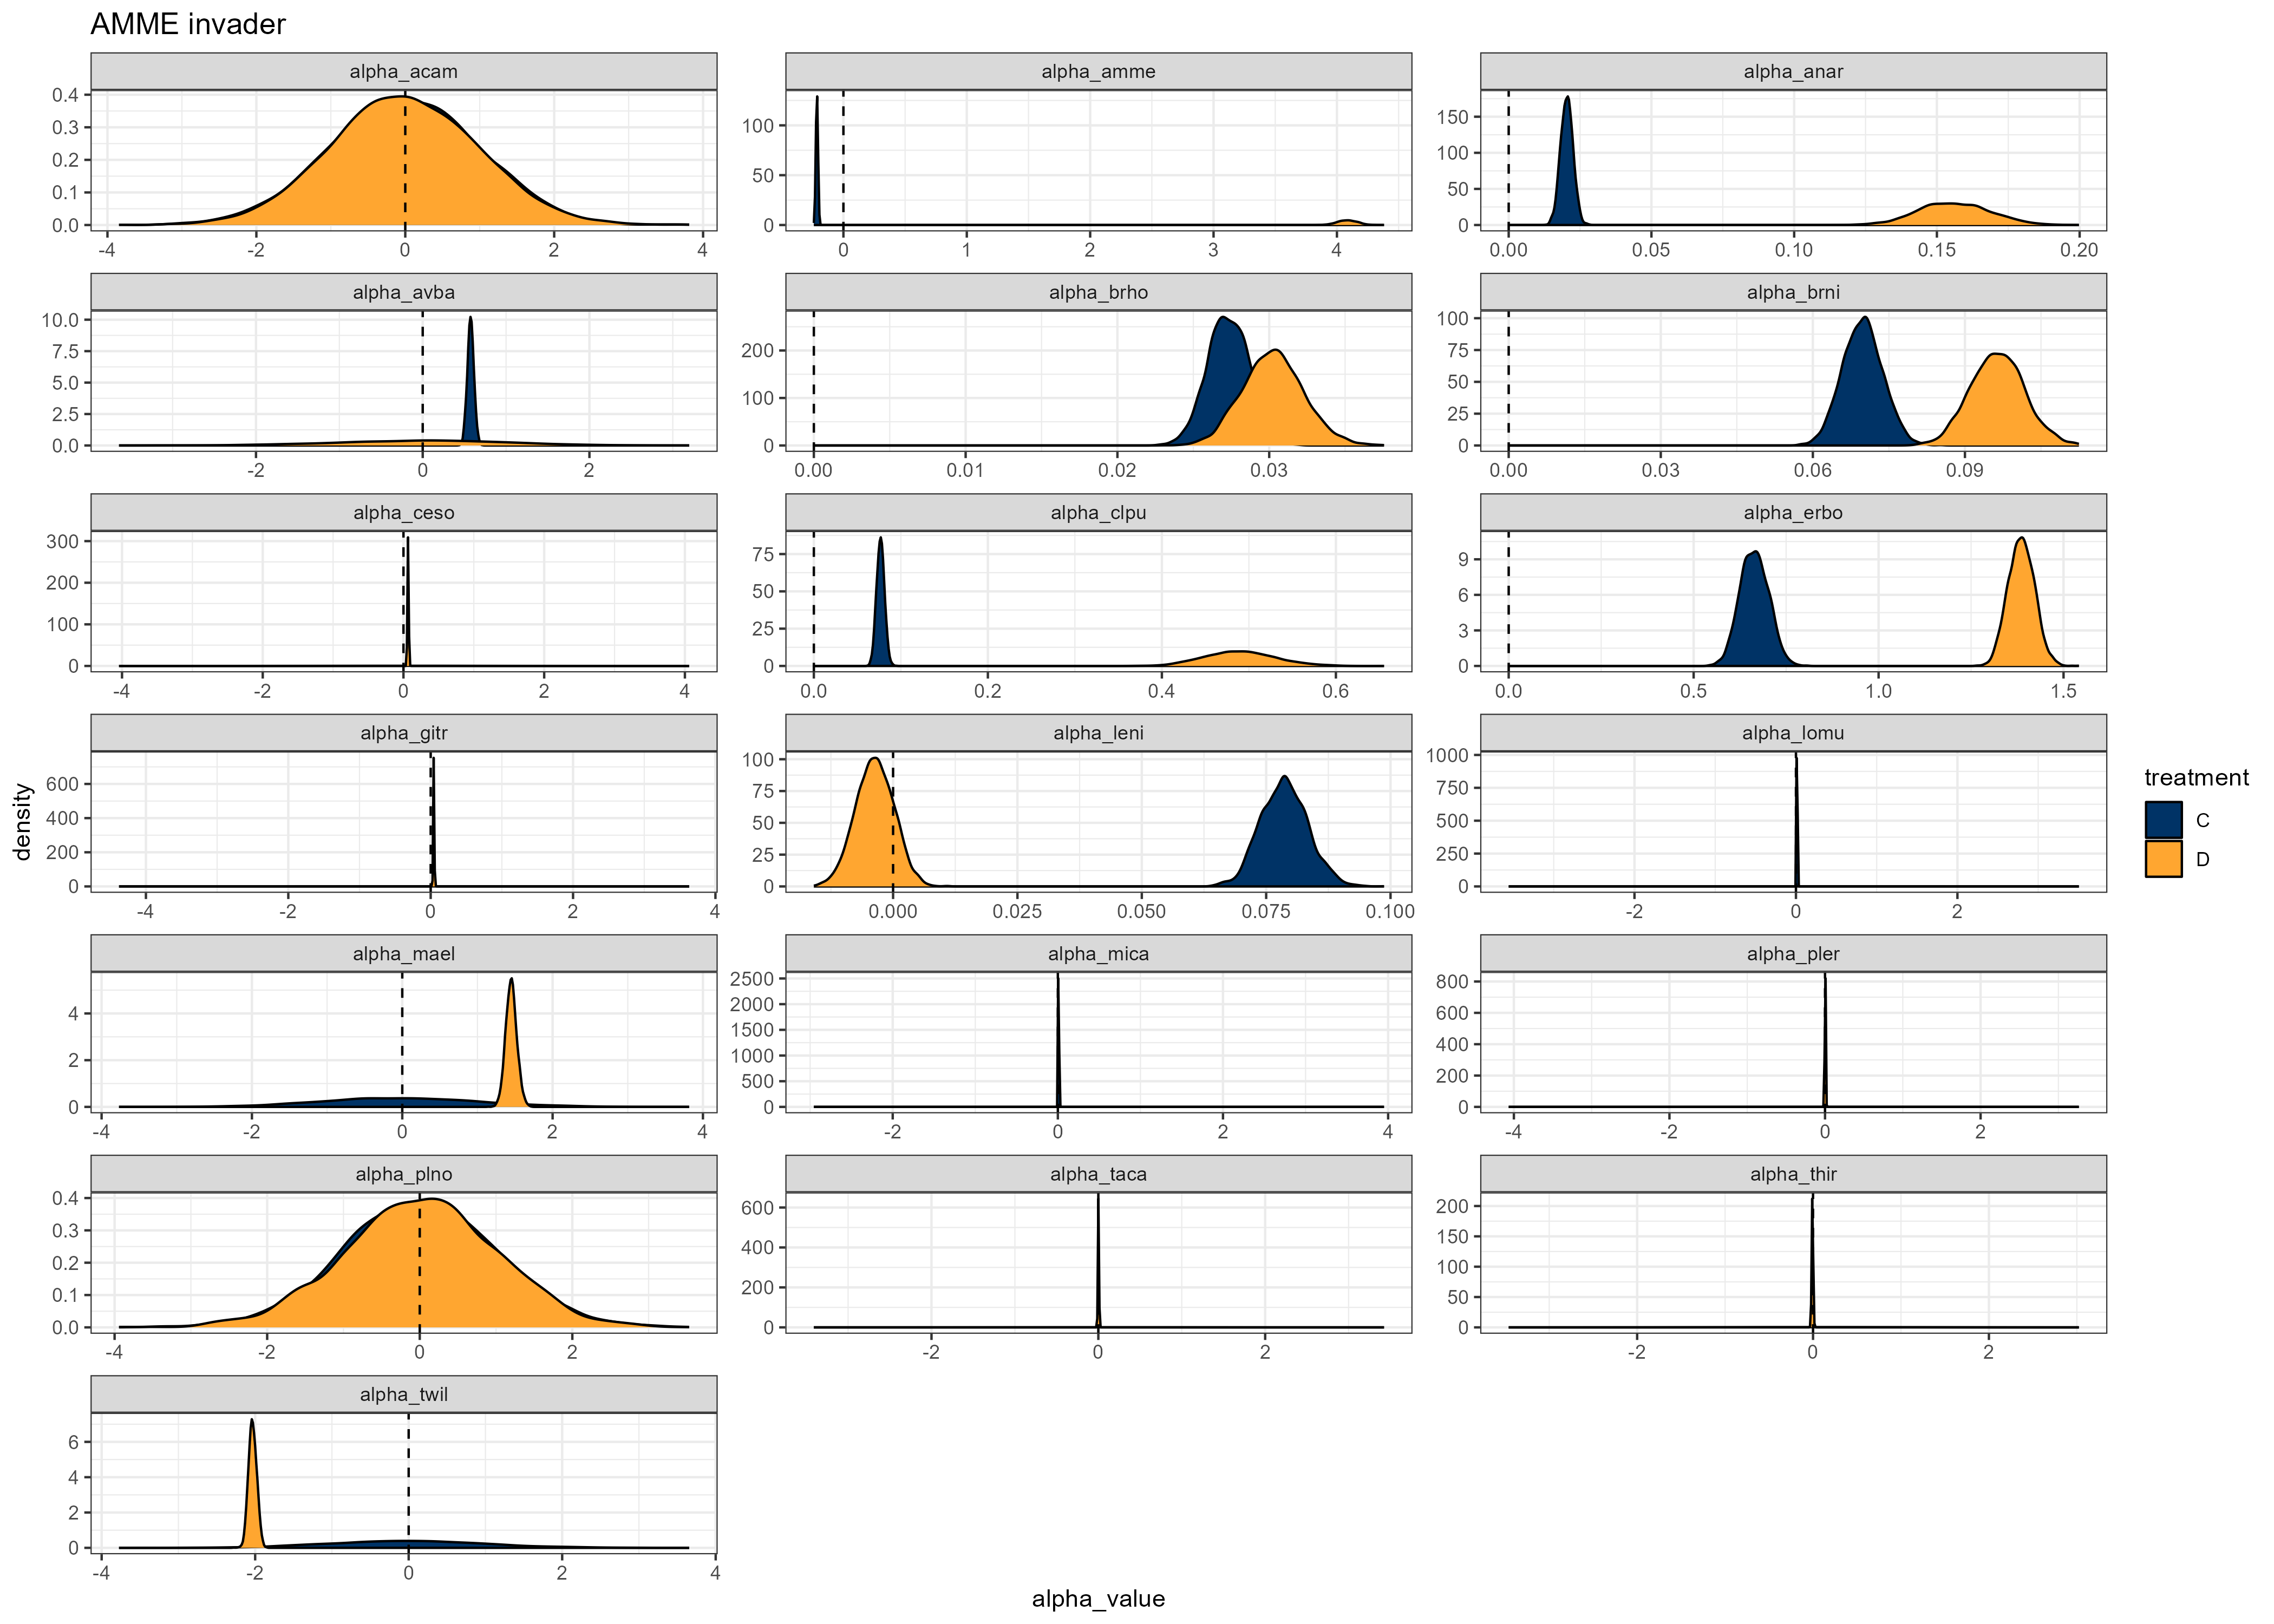 AMME invader
alpha_acam alpha_amme alpha_anar
0.4 0.3 0.2 0.1 0.0
100 50 0
150 100 50 0
-4 -2 0 2 4
0 1 2 3 4
0.00 0.05 0.10 0.15 0.20
alpha_avba alpha_brho alpha_brni
10.0 7.5 5.0 2.5 0.0
200 100 0
100 75 50 25 0
-2 0 2
0.00 0.01 0.02 0.03
0.00 0.03 0.06 0.09
alpha_ceso alpha_clpu alpha_erbo
300 200 100 0
75 50 25 0
9 6 3 0
-4 -2 0 2 4
0.0 0.2 0.4 0.6
0.0 0.5 1.0 1.5
alpha_gitr alpha_leni alpha_lomu
600 400 200 0
100 75 50 25 0
1000 750 500 250 0
-4 -2 0 2 4
0.000 0.025 0.050 0.075 0.100
-2 0 2
alpha_mael alpha_mica alpha_pler
4 2 0
2500 2000 1500 1000 500 0
800 600 400 200 0
-4 -2 0 2 4
-2 0 2 4
-4 -2 0 2
alpha_plno alpha_taca alpha_thir
0.4 0.3 0.2 0.1 0.0
600 400 200 0
200 150 100 50 0
-4 -2 0 2
-2 0 2
-2 0 2
alpha_twil
6 4 2 0
-4 -2 0 2 4
density
alpha_value
treatment
C
D